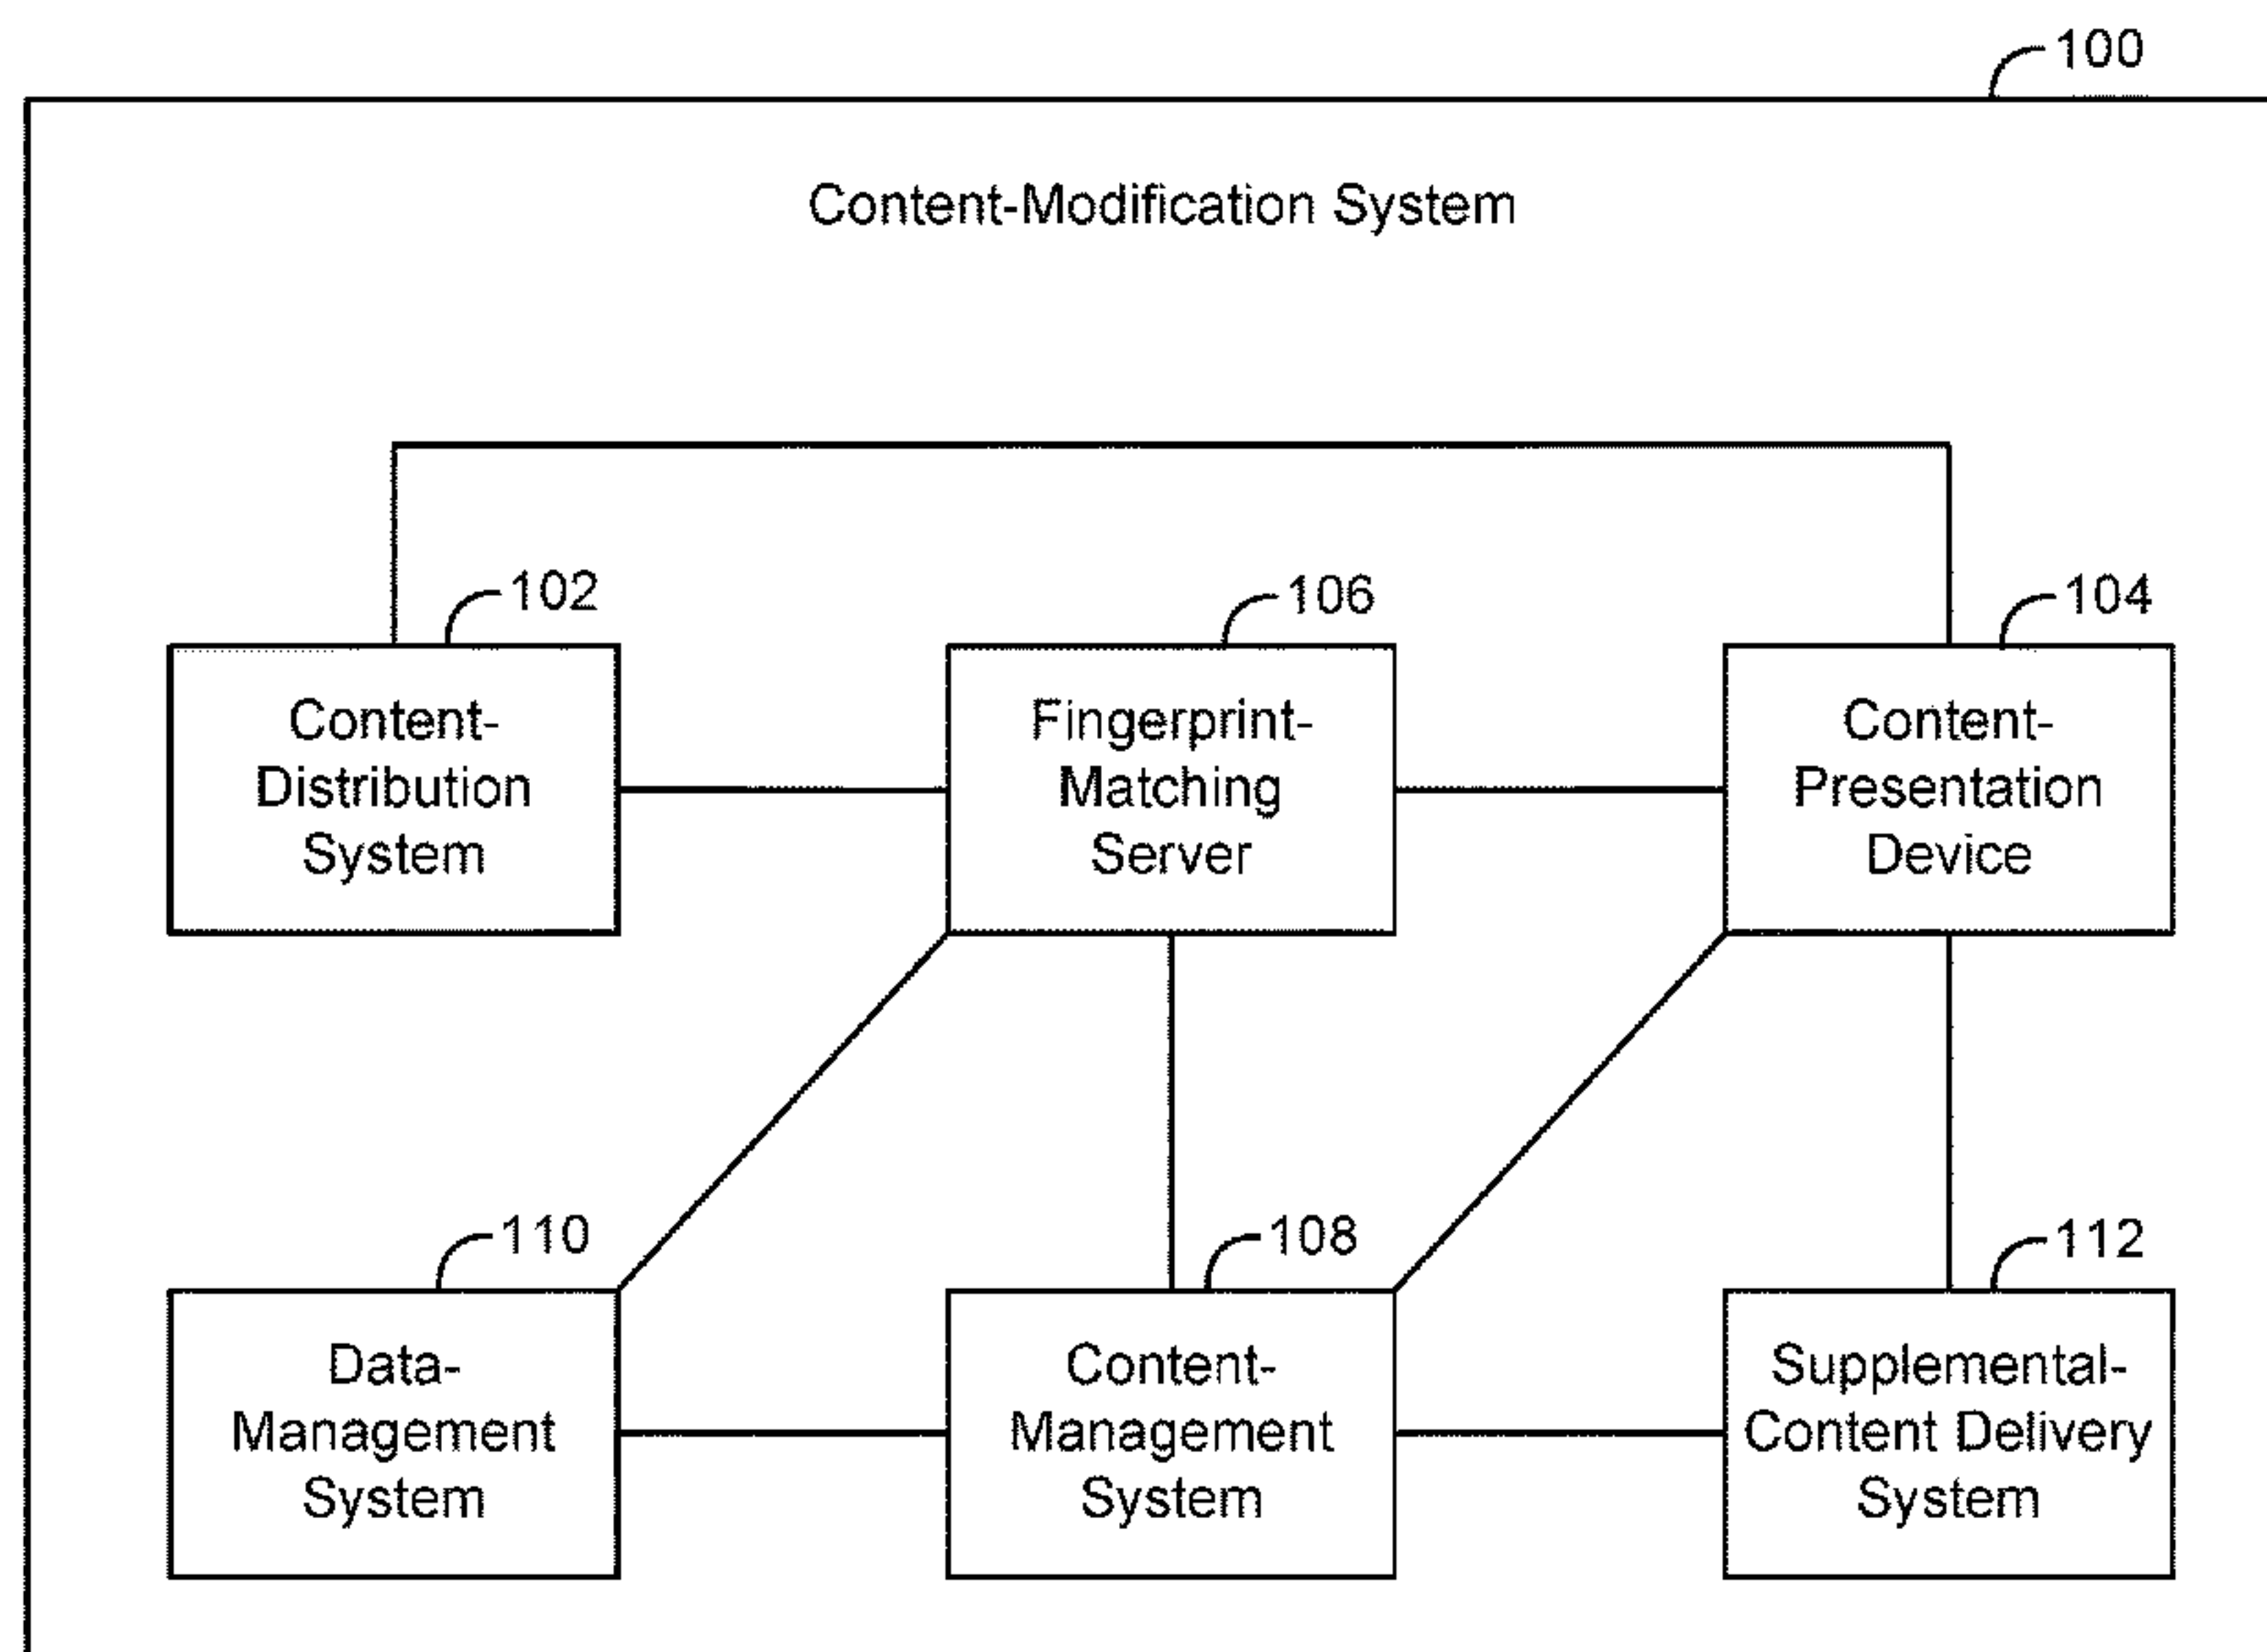 100
Content-Modification System
102
106
104
Content-
Distribution
System
Fingerprint-
Matching
Server
Content-
Presentation
Device
110
108
112
Data-
Management
System
Content-
Management
System
Supplemental-
Content Delivery
System